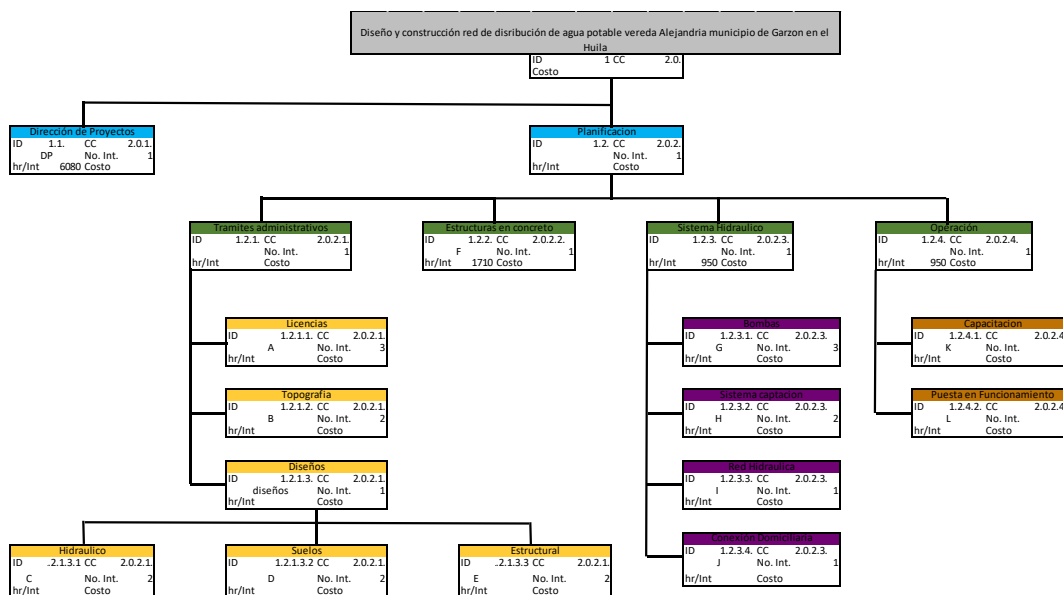 Diseño y construcción red de disribución de agua potable vereda Alejandria municipio de Garzon en el
Huila
ID 1 CC 2.0.
Costo
Dirección de Proyectos
ID 1.1. CC 2.0.1.
DP No. Int. 1
hr/Int 6080 Costo
Planificacion
ID 1.2. CC 2.0.2.
No. Int. 1
hr/Int Costo
Tramites administrativos
ID 1.2.1. CC 2.0.2.1.
No. Int. 1
hr/Int Costo
Estructuras en concreto
ID 1.2.2. CC 2.0.2.2.
F No. Int. 1
hr/Int 1710 Costo
Sistema Hidraulico
ID 1.2.3. CC 2.0.2.3.
No. Int. 1
hr/Int 950 Costo
Operación
ID 1.2.4. CC 2.0.2.4.
No. Int. 1
hr/Int 950 Costo
Licencias
ID 1.2.1.1. CC 2.0.2.1.
A No. Int. 3
hr/Int Costo
Bombas
ID 1.2.3.1. CC 2.0.2.3.
G No. Int. 3
hr/Int Costo
Capacitacion
ID 1.2.4.1. CC 2.0.2.4
K No. Int.
hr/Int Costo
Topografia
ID 1.2.1.2. CC 2.0.2.1.
B No. Int. 2
hr/Int Costo
Sistema captacion
ID 1.2.3.2. CC 2.0.2.3.
H No. Int. 2
hr/Int Costo
Puesta en Funcionamiento
ID 1.2.4.2. CC 2.0.2.4
L No. Int.
hr/Int Costo
Diseños
ID 1.2.1.3. CC 2.0.2.1.
diseños No. Int. 1
hr/Int Costo
Red Hidraulica
ID 1.2.3.3. CC 2.0.2.3.
I No. Int. 1
hr/Int Costo
Conexión Domiciliaria
ID 1.2.3.4. CC 2.0.2.3.
J No. Int. 1
hr/Int Costo
Hidraulico
ID .2.1.3.1 CC 2.0.2.1.
C No. Int. 2
hr/Int Costo
Suelos
ID 1.2.1.3.2 CC 2.0.2.1.
D No. Int. 2
hr/Int Costo
Estructural
ID .2.1.3.3 CC 2.0.2.1.
E No. Int. 2
hr/Int Costo